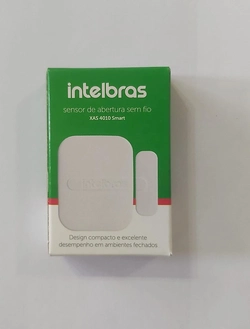 intelbras
sensor de abertura sem fio
XAS 4010 Smart
Design compacto e excelente
desempenho em ambientes fechados